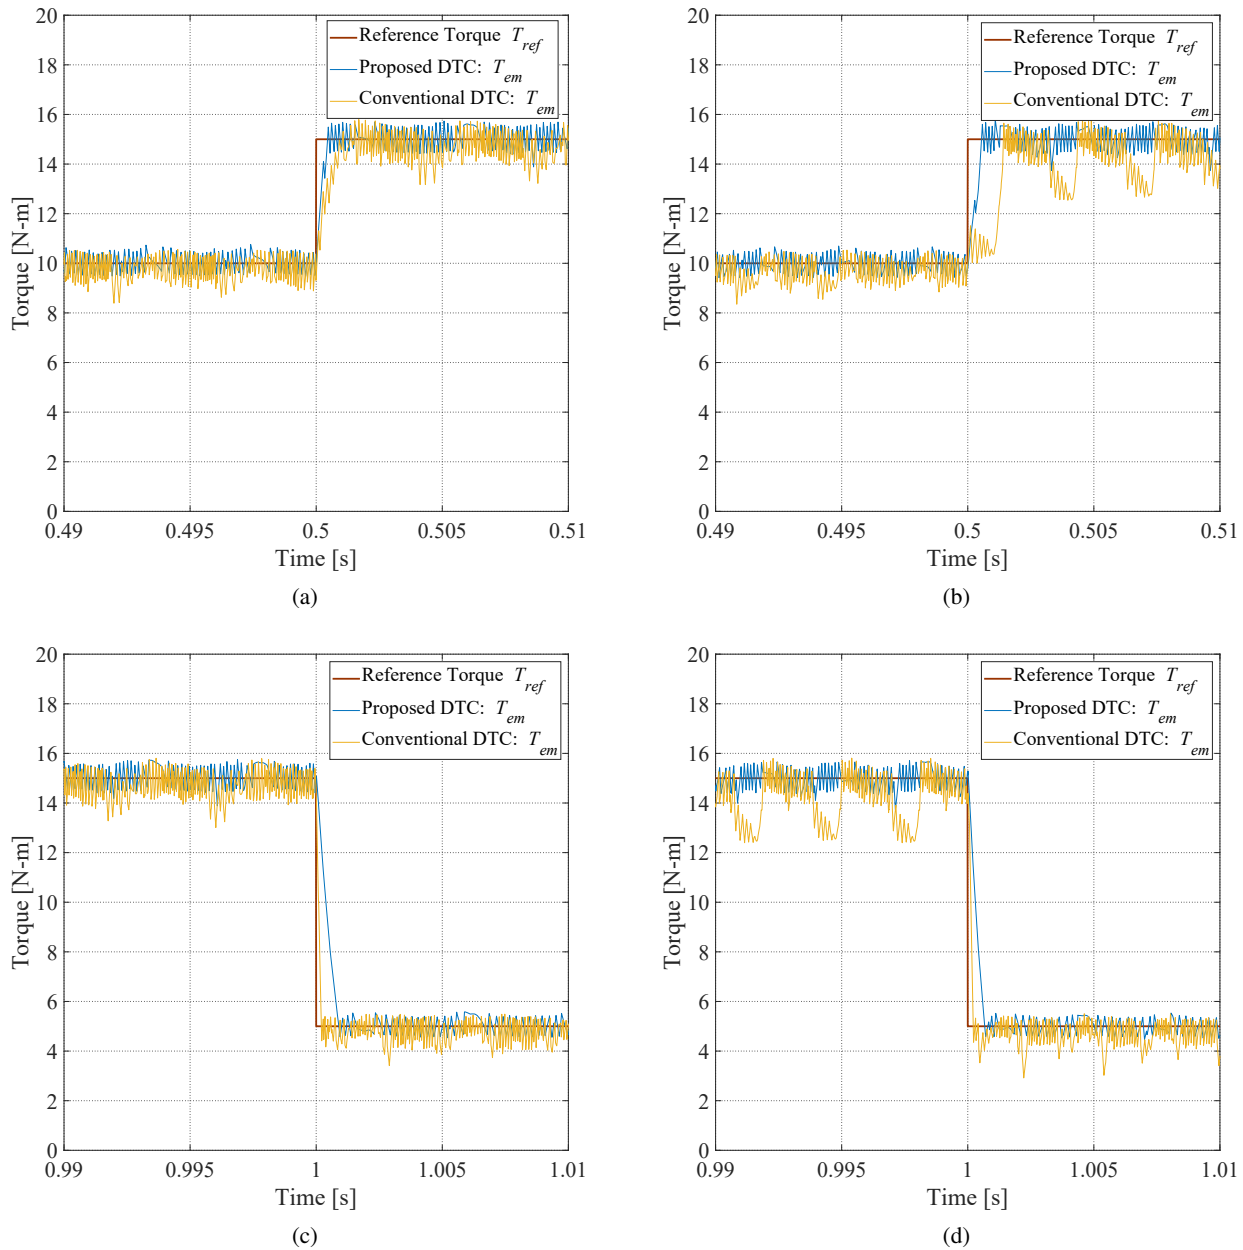 20
18
16
14
12
10
8
6
4
2
0
Torque [N-m]
Reference Torque T_ref
Proposed DTC: T_em
Conventional DTC: T_em
0.49 0.495 0.5 0.505 0.51
Time [s]
(a)
20
18
16
14
12
10
8
6
4
2
0
Torque [N-m]
Reference Torque T_ref
Proposed DTC: T_em
Conventional DTC: T_em
0.49 0.495 0.5 0.505 0.51
Time [s]
(b)
20
18
16
14
12
10
8
6
4
2
0
Torque [N-m]
Reference Torque T_ref
Proposed DTC: T_em
Conventional DTC: T_em
0.99 0.995 1 1.005 1.01
Time [s]
(c)
20
18
16
14
12
10
8
6
4
2
0
Torque [N-m]
Reference Torque T_ref
Proposed DTC: T_em
Conventional DTC: T_em
0.99 0.995 1 1.005 1.01
Time [s]
(d)